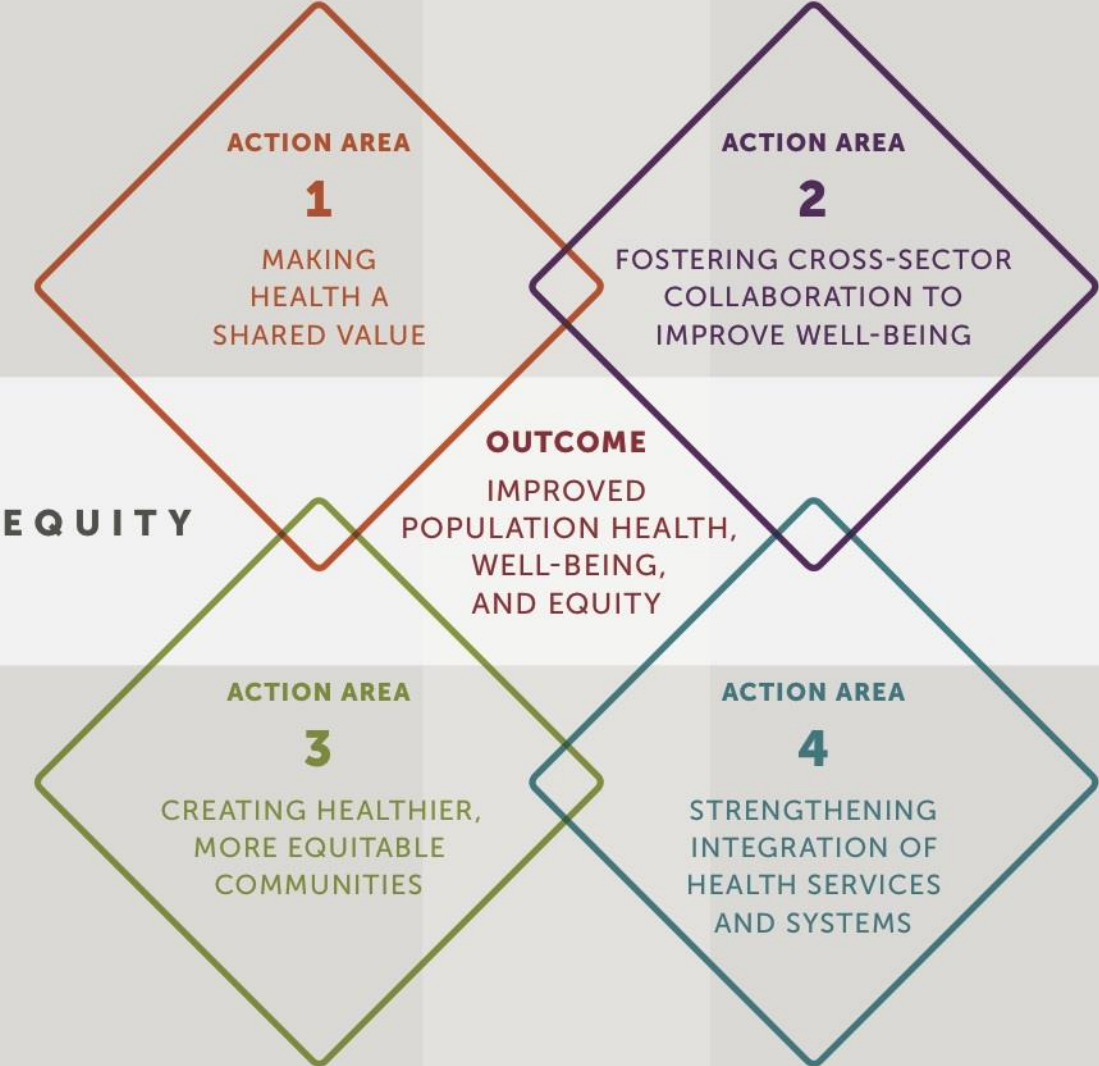 ACTION AREA
1
MAKING
HEALTH A
SHARED VALUE
ACTION AREA
2
FOSTERING CROSS-SECTOR
COLLABORATION TO
IMPROVE WELL-BEING
EQUITY
OUTCOME
IMPROVED
POPULATION HEALTH,
WELL-BEING,
AND EQUITY
ACTION AREA
3
CREATING HEALTHIER,
MORE EQUITABLE
COMMUNITIES
ACTION AREA
4
STRENGTHENING
INTEGRATION OF
HEALTH SERVICES
AND SYSTEMS